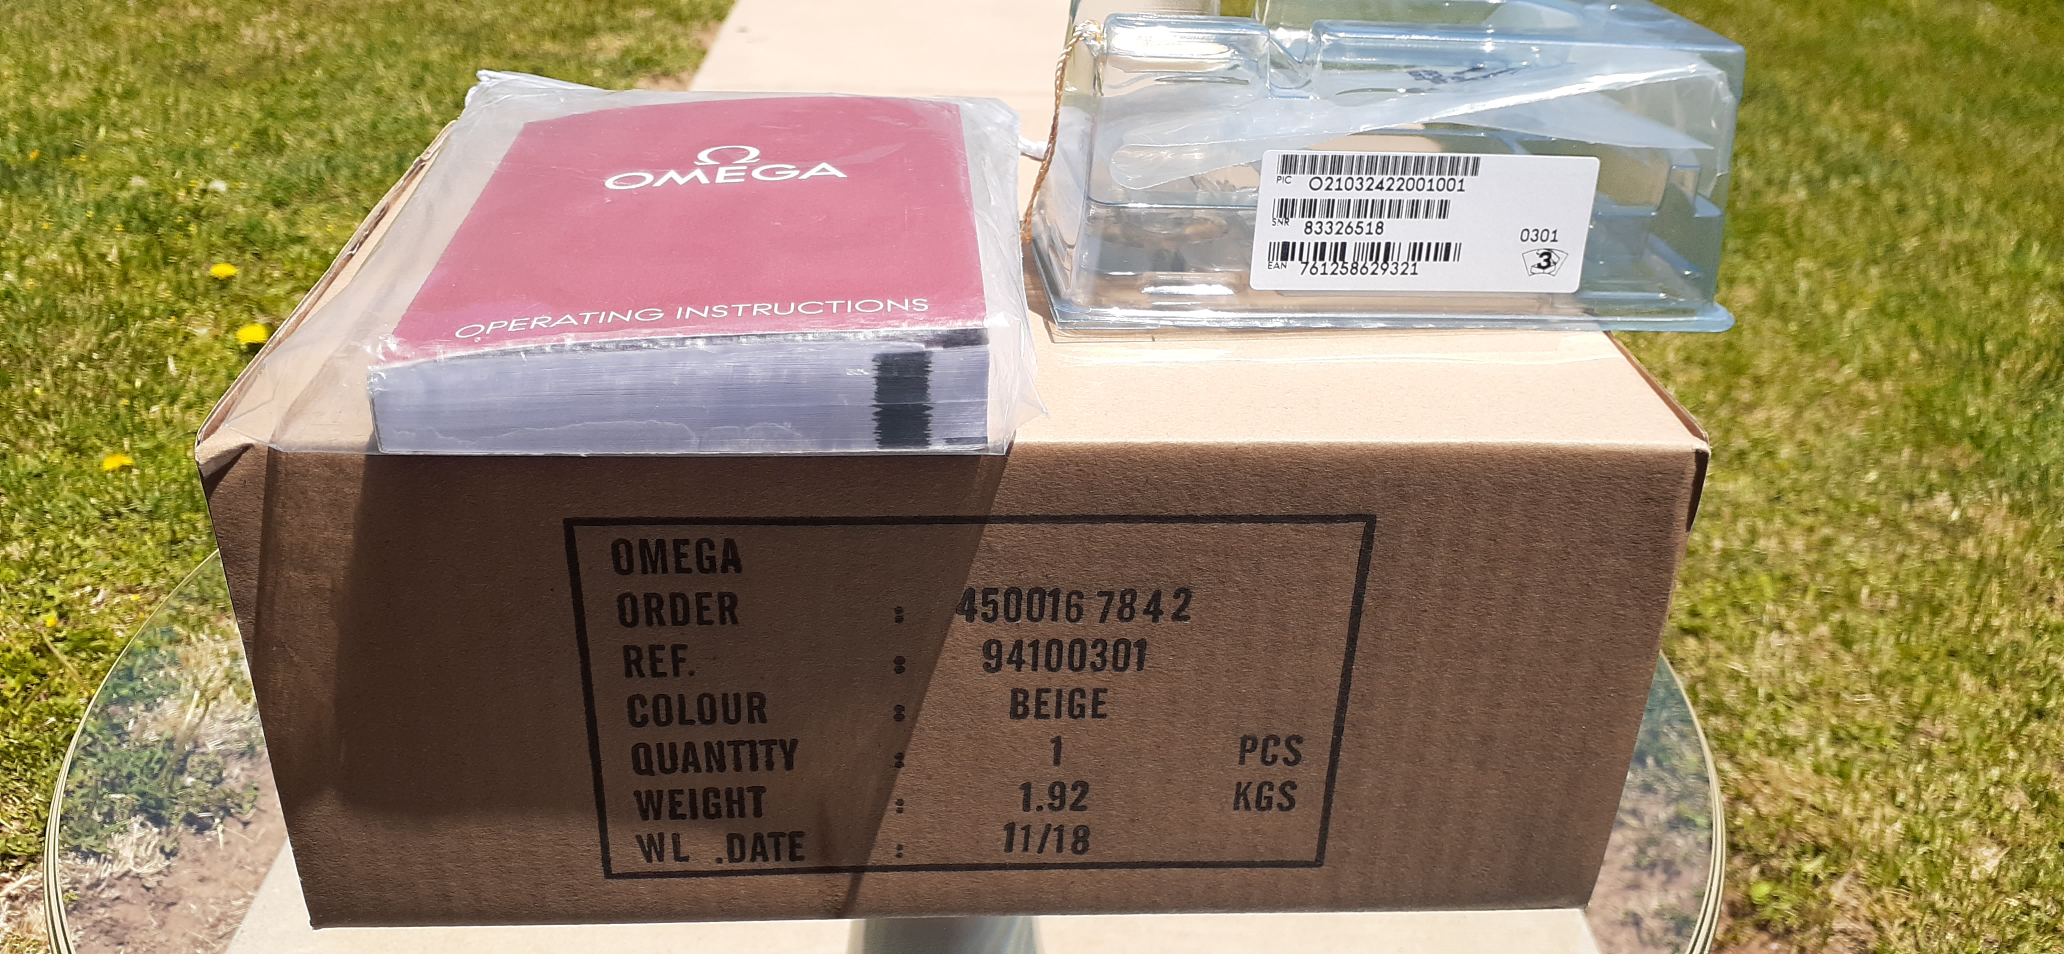 Ω
OMEGA
OPERATING INSTRUCTIONS
PIC O21032422001001
SNR 83326518
EAN 761258629321
0301
3
OMEGA
ORDER : 450016 7842
REF. : 94100301
COLOUR : BEIGE
QUANTITY : 1 PCS
WEIGHT : 1.92 KGS
WL .DATE : 11/18